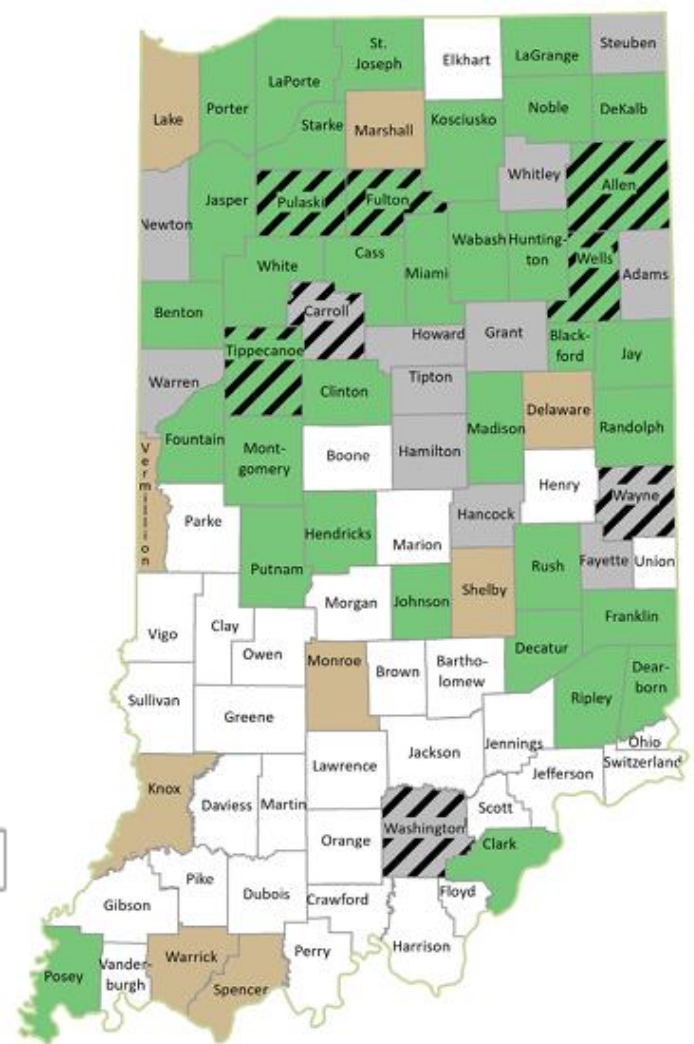 St.
Joseph
Elkhart
LaGrange
Steuben
LaPorte
Porter
Lake
Starke
Marshall
Kosciusko
Noble
DeKalb
Whitley
Allen
Newton
Jasper
Pulaski
Fulton
Wabash
Hunting-
ton
Wells
Adams
White
Cass
Miami
Benton
Carroll
Howard
Grant
Black-
ford
Jay
Tippecanoe
Warren
Clinton
Tipton
Delaware
Randolph
Madison
Fountain
Mont-
gomery
Boone
Hamilton
Henry
Wayne
Vermillion
Parke
Hendricks
Marion
Hancock
Fayette
Union
Putnam
Rush
Shelby
Morgan
Johnson
Franklin
Vigo
Clay
Owen
Decatur
Monroe
Brown
Bartho-
lomew
Dear-
born
Ripley
Sullivan
Greene
Jackson
Jennings
Ohio
Switzerland
Jefferson
Lawrence
Knox
Daviess
Martin
Scott
Washington
Orange
Clark
Pike
Dubois
Crawford
Floyd
Gibson
Harrison
Perry
Posey
Vander-
burgh
Warrick
Spencer